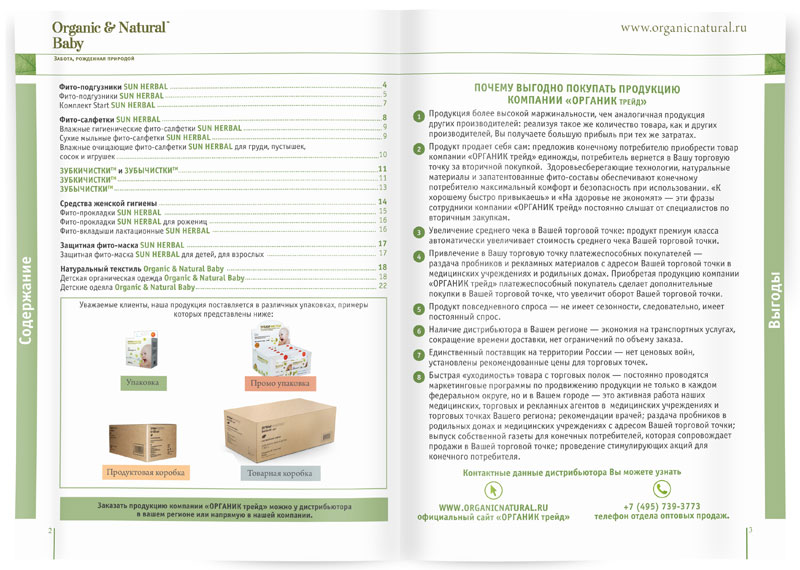 Organic & Natural™
Baby
Забота, рожденная природой
www.organicnatural.ru
Содержание
Фито-подгузники SUN HERBAL 4
Фито-подгузники SUN HERBAL 5
Комплект Start SUN HERBAL 7
Фито-салфетки SUN HERBAL 8
Влажные гигиенические фито-салфетки SUN HERBAL 9
Сухие мыльные фито-салфетки SUN HERBAL 9
Влажные очищающие фито-салфетки SUN HERBAL для груди, пустышек,
сосок и игрушек 10
ЗУБКИЧИСТКИ™ и ЗУБЫЧИСТКИ™ 11
ЗУБКИЧИСТКИ™ 11
ЗУБЫЧИСТКИ™ 13
Средства женской гигиены 14
Фито-прокладки SUN HERBAL 15
Фито-прокладки SUN HERBAL для рожениц 16
Фито-вкладыши лактационные SUN HERBAL 16
Защитная фито-маска SUN HERBAL 17
Защитная фито-маска SUN HERBAL для детей, для взрослых 17
Натуральный текстиль Organic & Natural Baby 18
Детская органическая одежда Organic & Natural Baby 18
Детские одеяла Organic & Natural Baby 22
Уважаемые клиенты, наша продукция поставляется в различных упаковках, примеры
которых представлены ниже:
Упаковка
Промо упаковка
Продуктовая коробка
Товарная коробка
Заказать продукцию компании «ОРГАНИК трейд» можно у дистрибьютора
в вашем регионе или напрямую в нашей компании.
2
ПОЧЕМУ ВЫГОДНО ПОКУПАТЬ ПРОДУКЦИЮ
КОМПАНИИ «ОРГАНИК ТРЕЙД»
1 Продукция более высокой маржинальности, чем аналогичная продукция
других производителей: реализуя такое же количество товара, как и других
производителей, Вы получаете большую прибыль при тех же затратах.
2 Продукт продает себя сам: предложив конечному потребителю приобрести товар
компании «ОРГАНИК трейд» единожды, потребитель вернется в Вашу торговую
точку за вторичной покупкой. Здоровьесберегающие технологии, натуральные
материалы и запатентованные фито-составы обеспечивают конечному
потребителю максимальный комфорт и безопасность при использовании. «К
хорошему быстро привыкаешь» и «На здоровье не экономят» — эти фразы
сотрудники компании «ОРГАНИК трейд» постоянно слышат от специалистов по
вторичным закупкам.
3 Увеличение среднего чека в Вашей торговой точке: продукт премиум класса
автоматически увеличивает стоимость среднего чека Вашей торговой точки.
4 Привлечение в Вашу торговую точку платежеспособных покупателей —
раздача пробников и рекламных материалов с адресом Вашей торговой точки в
медицинских учреждениях и родильных домах. Приобретая продукцию компании
«ОРГАНИК трейд» платежеспособный покупатель сделает дополнительные
покупки в Вашей торговой точке, что увеличит оборот Вашей торговой точки.
5 Продукт повседневного спроса — не имеет сезонности, следовательно, имеет
постоянный спрос.
6 Наличие дистрибьютора в Вашем регионе — экономия на транспортных услугах,
сокращение времени доставки, нет ограничений по объему заказа.
7 Единственный поставщик на территории России — нет ценовых войн,
установлены рекомендованные цены для торговых точек.
8 Быстрая «уходимость» товара с торговых полок — постоянно проводятся
маркетинговые программы по продвижению продукции не только в каждом
федеральном округе, но и в Вашем городе — это активная работа наших
медицинских, торговых и рекламных агентов в медицинских учреждениях и
торговых точках Вашего региона; рекомендации врачей; раздача пробников в
родильных домах и медицинских учреждениях с адресом Вашей торговой точки;
выпуск собственной газеты для конечных потребителей, которая сопровождает
продажи в Вашей торговой точке; проведение стимулирующих акций для
конечного потребителя.
Контактные данные дистрибьютора Вы можете узнать
WWW.ORGANICNATURAL.RU
официальный сайт «ОРГАНИК трейд»
+7 (495) 739-3773
телефон отдела оптовых продаж.
Выгоды
3